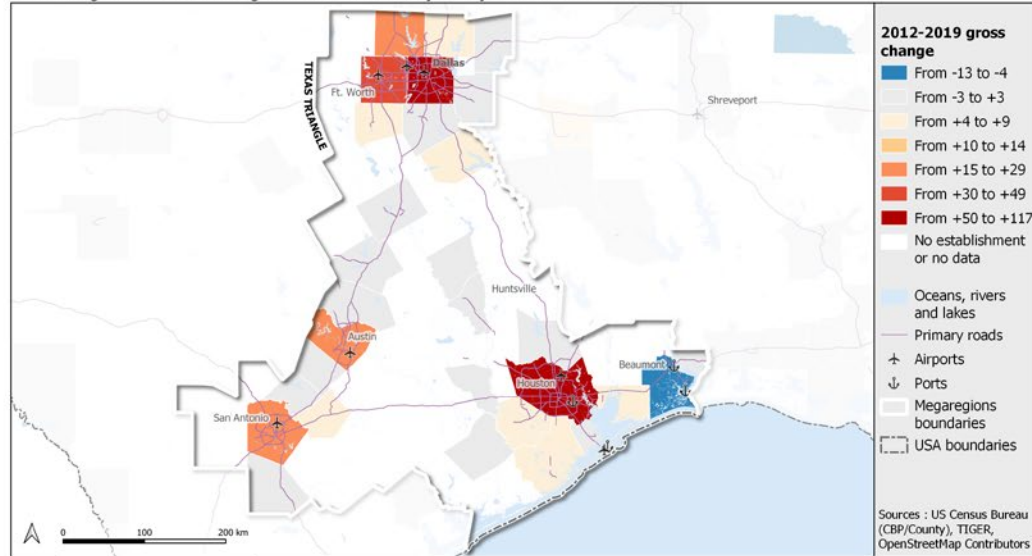 Dallas
Ft. Worth
TEXAS TRIANGLE
Shreveport
Huntsville
Austin
Beaumont
Houston
San Antonio
0 100 200 km
2012-2019 gross
change
From -13 to -4
From -3 to +3
From +4 to +9
From +10 to +14
From +15 to +29
From +30 to +49
From +50 to +117
No establishment
or no data
Oceans, rivers
and lakes
Primary roads
Airports
Ports
Megaregions
boundaries
USA boundaries
Sources : US Census Bureau
(CBP/County), TIGER,
OpenStreetMap Contributors